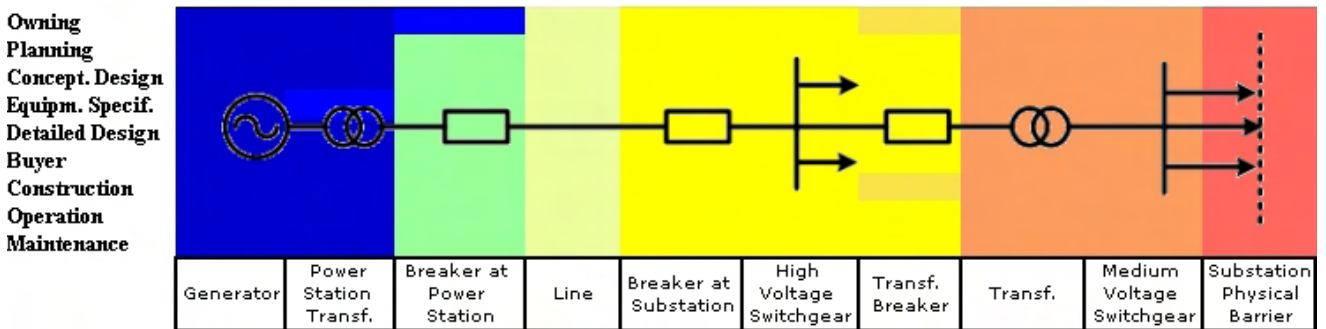 Owning
Planning
Concept. Design
Equipm. Specif.
Detailed Design
Buyer
Construction
Operation
Maintenance
Generator
Power
Station
Transf.
Breaker at
Power
Station
Line
Breaker at
Substation
High
Voltage
Switchgear
Transf.
Breaker
Transf.
Medium
Voltage
Switchgear
Substation
Physical
Barrier